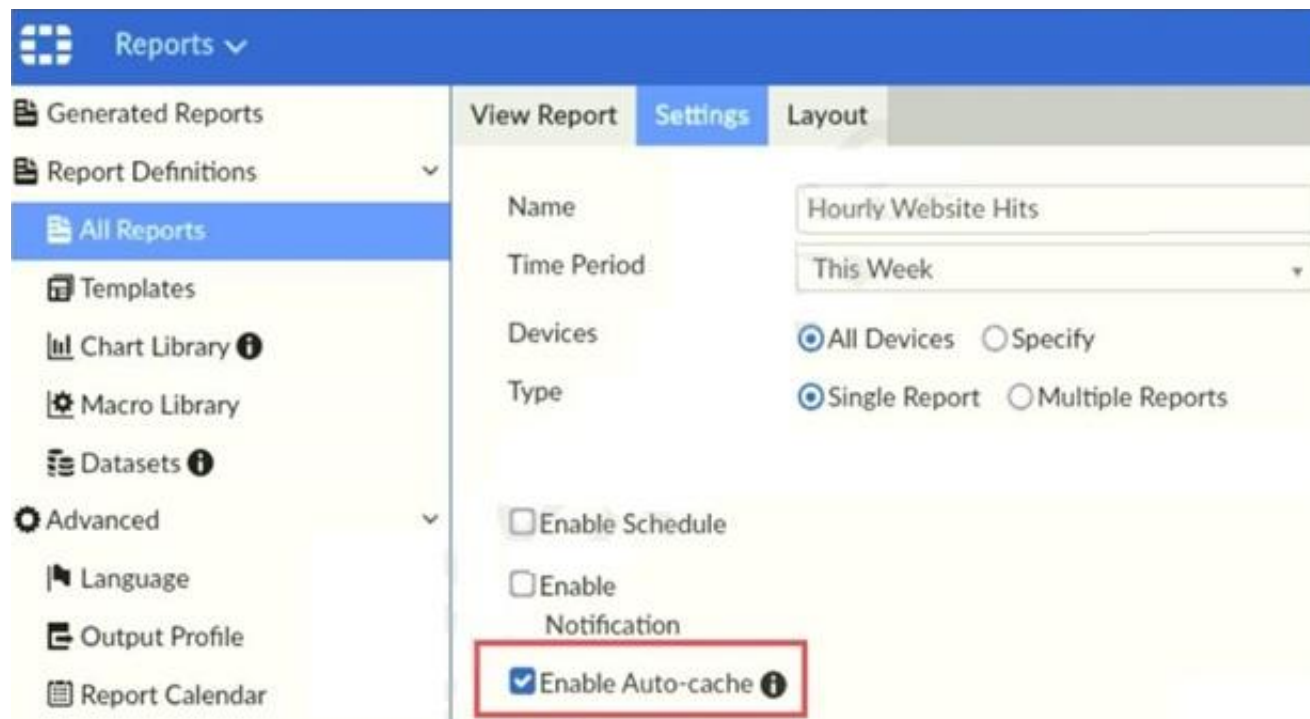 Reports
Generated Reports
Report Definitions
All Reports
Templates
Chart Library
Macro Library
Datasets
Advanced
Language
Output Profile
Report Calendar
View Report Settings Layout
Name Hourly Website Hits
Time Period This Week
Devices All Devices Specify
Type Single Report Multiple Reports
Enable Schedule
Enable
Notification
Enable Auto-cache